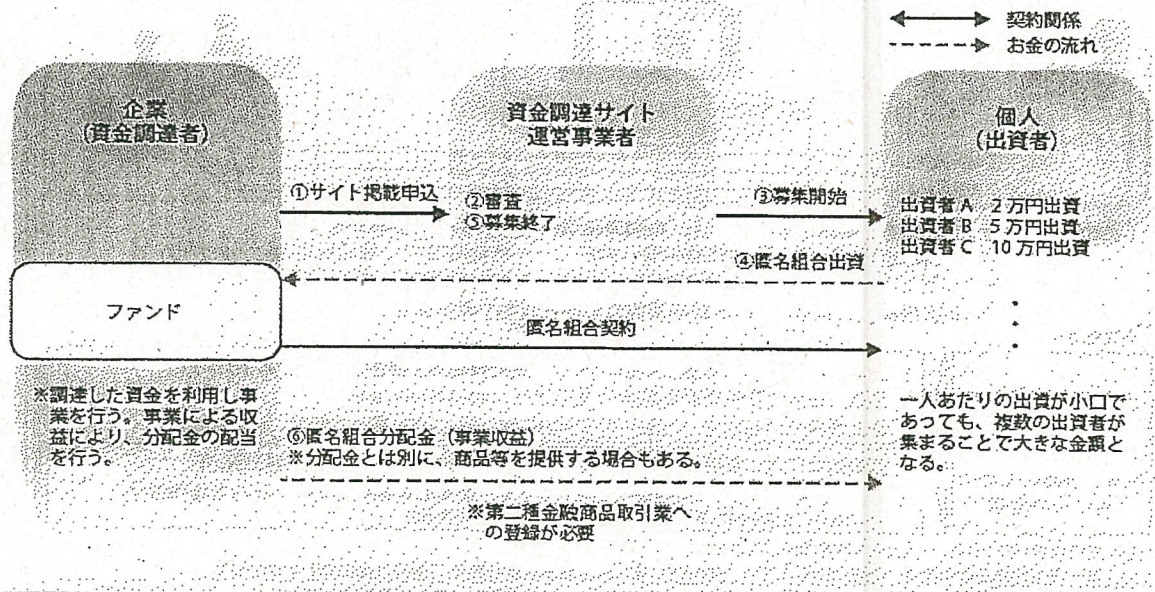 契約関係
お金の流れ
企業
(資金調達者)
資金調達サイト
運営事業者
個人
(出資者)
①サイト掲載申込
②審査
⑤募集終了
③募集開始
出資者A 2万円出資
出資者B 5万円出資
出資者C 10万円出資
④匿名組合出資
ファンド
匿名組合契約
※調達した資金を利用し事
業を行う。事業による収
益により、分配金の配当
を行う。
⑥匿名組合分配金（事業収益）
※分配金とは別に、商品等を提供する場合もある。
一人あたりの出資が小口で
あっても、複数の出資者が
集まることで大きな金額と
なる。
※第二種金融商品取引業へ
の登録が必要